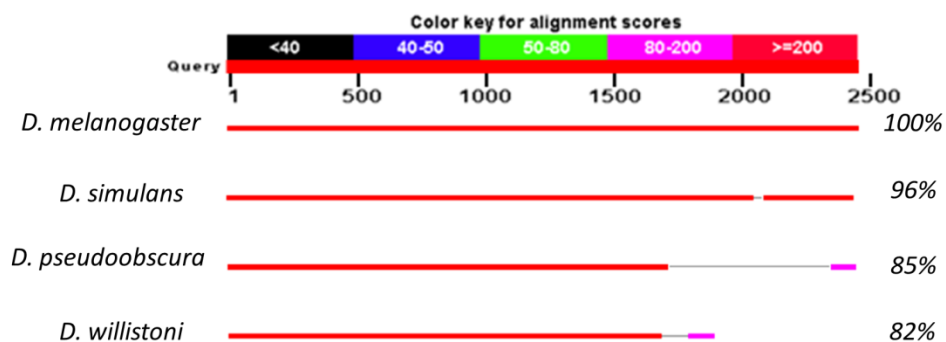 Color key for alignment scores
<40 40-50 50-80 80-200 >=200
Query
1 500 1000 1500 2000 2500
D. melanogaster 100%
D. simulans 96%
D. pseudoobscura 85%
D. willistoni 82%